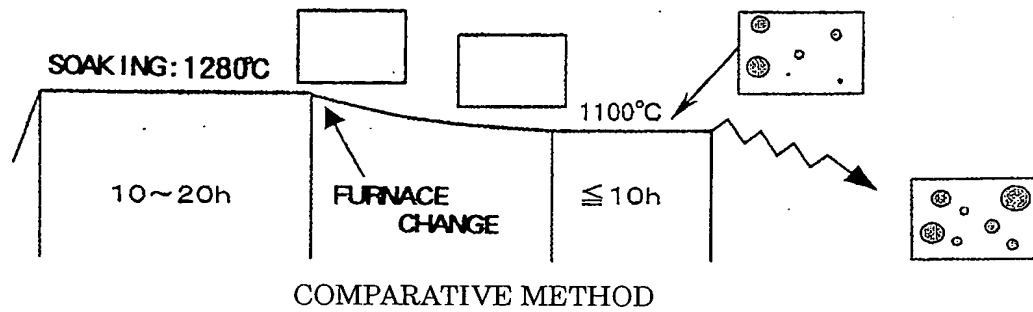 SOAKING: 1280℃
1100°C
10~20h
FURNACE
CHANGE
≦10h
COMPARATIVE METHOD